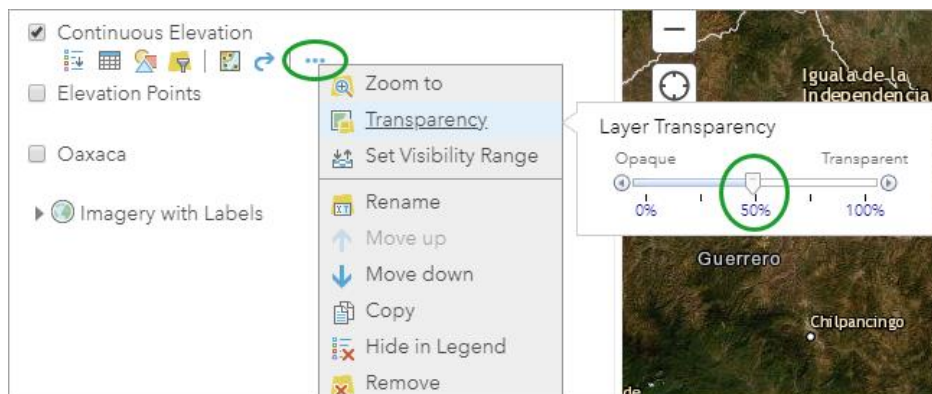 Continuous Elevation
Elevation Points
Oaxaca
Imagery with Labels
Zoom to
Transparency
Set Visibility Range
Rename
Move up
Move down
Copy
Hide in Legend
Remove
Iguala de la
Independencia
Layer Transparency
Opaque Transparent
0% 50% 100%
Guerrero
Chilpancingo
de